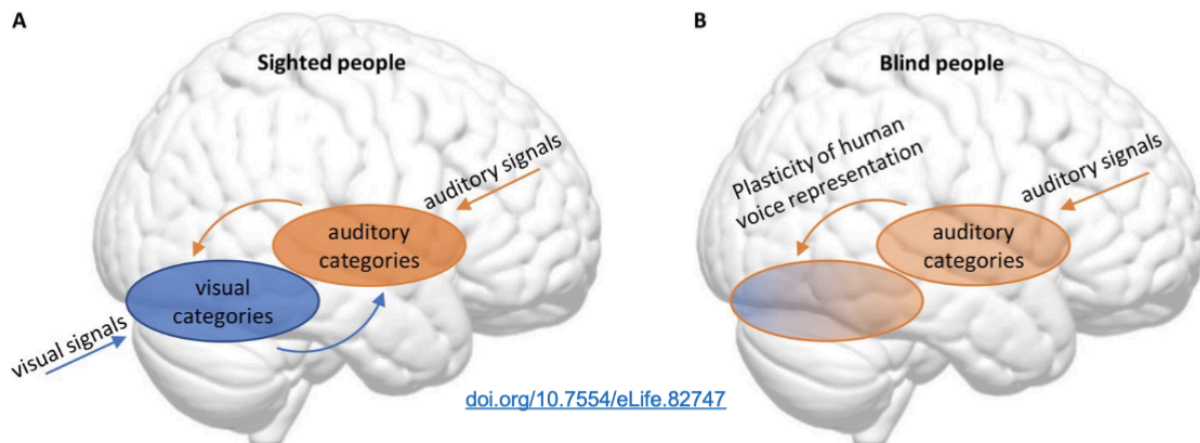 A
Sighted people
auditory signals
auditory
categories
visual
categories
visual signals
B
Blind people
Plasticity of human
voice representation
auditory signals
auditory
categories
doi.org/10.7554/eLife.82747